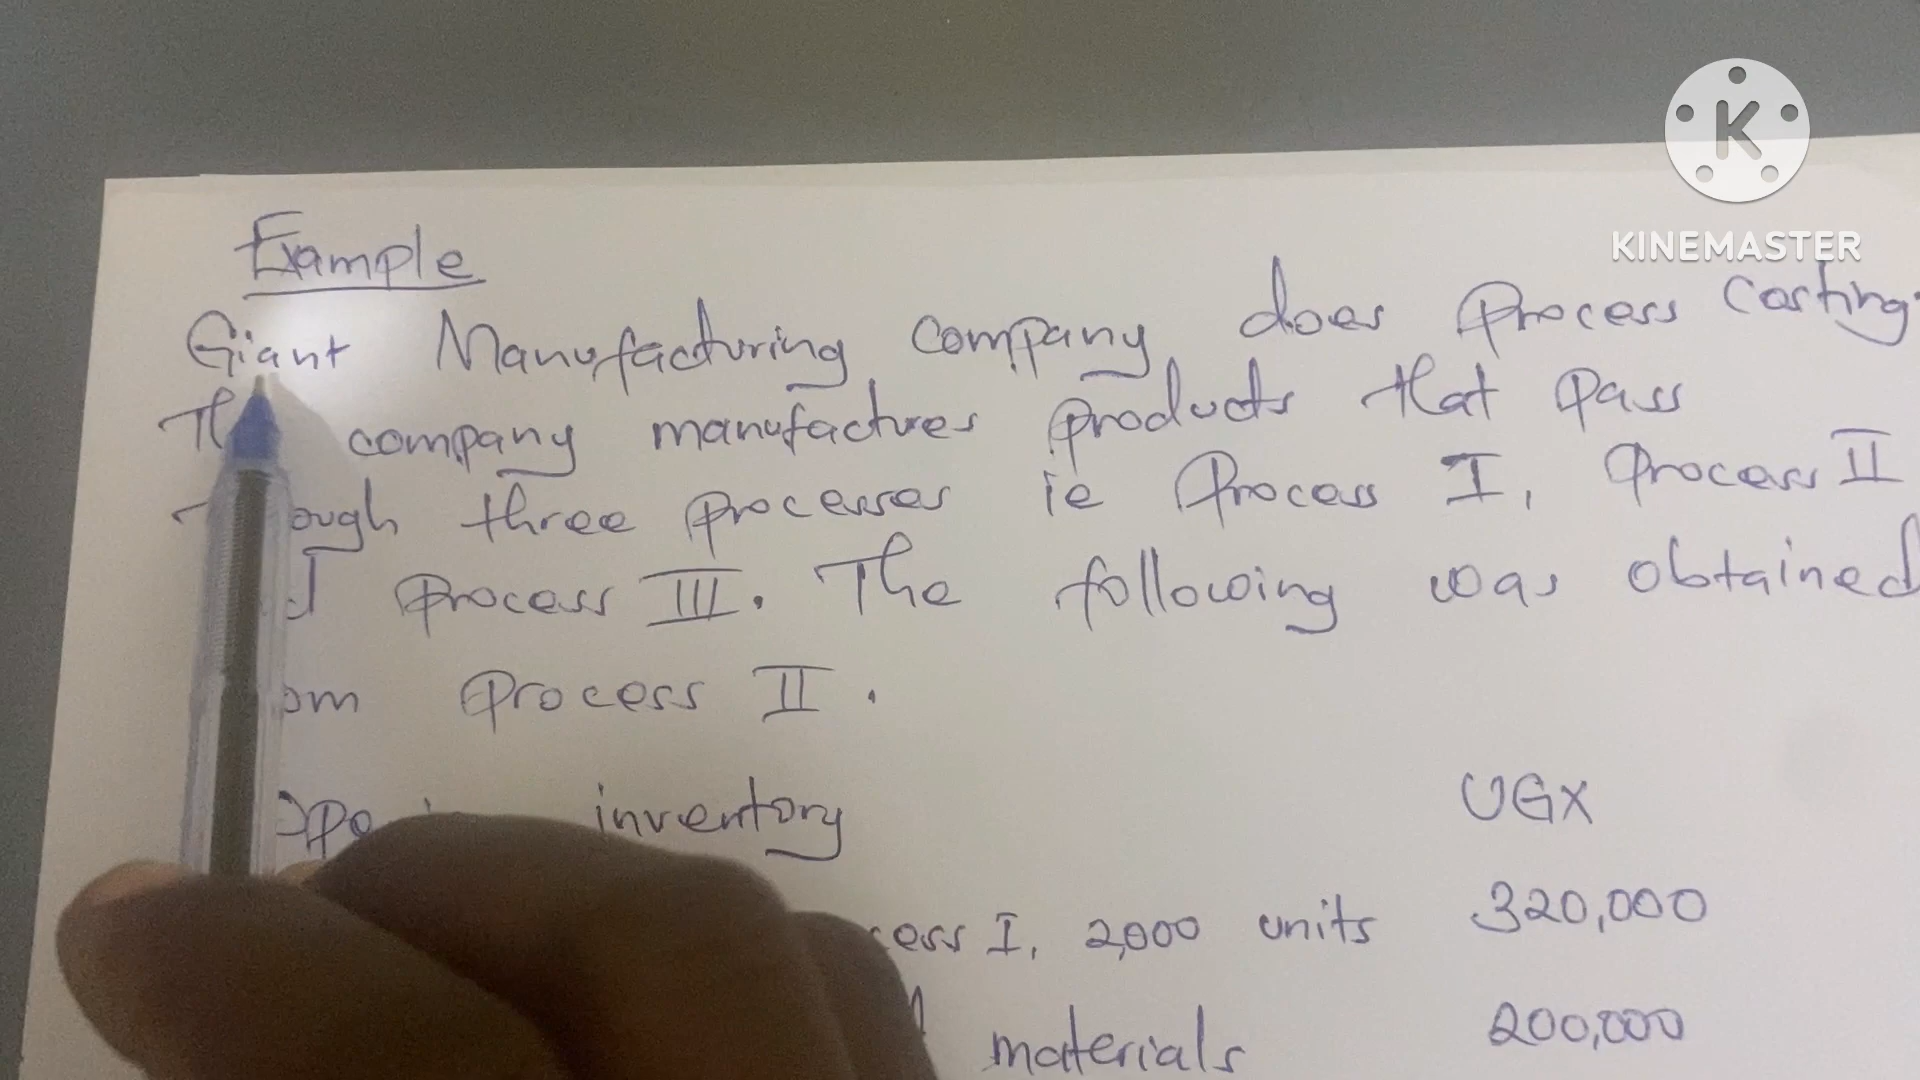 Example
Giant Manufacturing company does process costing.
company manufactures products that pass
ough three processes ie process I, process II
process III. The following was obtained
om process II.
inventory UGX
cess I, 2,000 units 320,000
materials 200,000
K
KINEMASTER